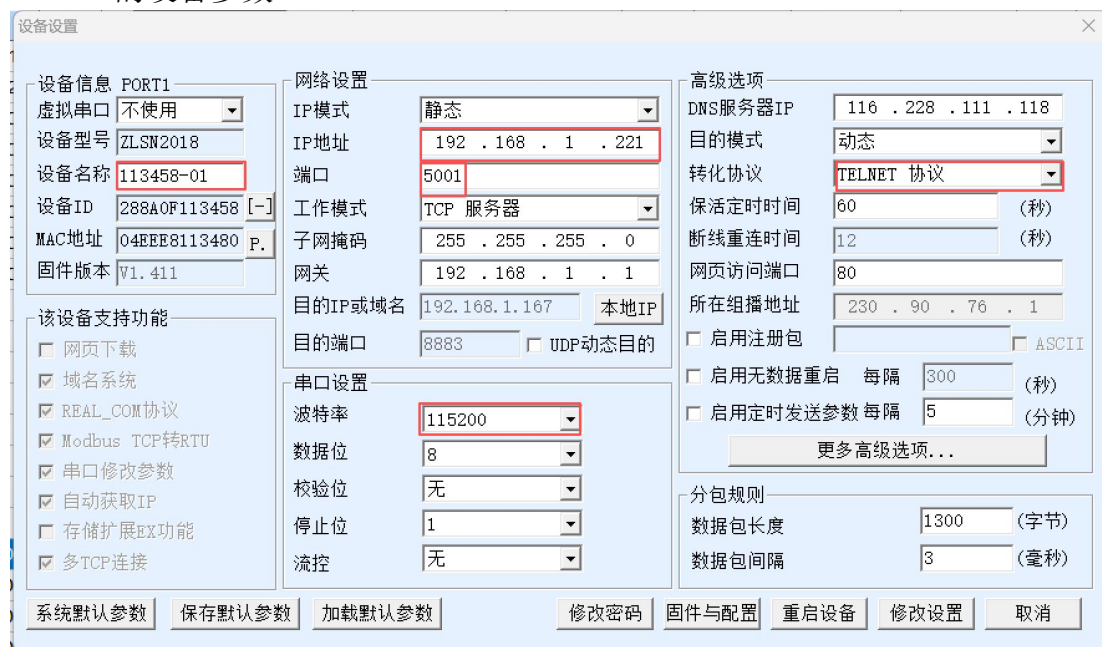 的设备参数
设备设置
设备信息 PORT1
虚拟串口 不使用
设备型号 ZLSN2018
设备名称 113458-01
设备ID 288A0F113458 [-]
MAC地址 04EEE8113480 P.
固件版本 V1.411
该设备支持功能
网页下载
域名系统
REAL_COM协议
Modbus TCP转RTU
串口修改参数
自动获取IP
存储扩展EX功能
多TCP连接
网络设置
IP模式 静态
IP地址 192 . 168 . 1 . 221
端口 5001
工作模式 TCP 服务器
子网掩码 255 . 255 . 255 . 0
网关 192 . 168 . 1 . 1
目的IP或域名 192.168.1.167 本地IP
目的端口 8883 UDP动态目的
串口设置
波特率 115200
数据位 8
校验位 无
停止位 1
流控 无
高级选项
DNS服务器IP 116 . 228 . 111 . 118
目的模式 动态
转化协议 TELNET 协议
保活定时时间 60 (秒)
断线重连时间 12 (秒)
网页访问端口 80
所在组播地址 230 . 90 . 76 . 1
启用注册包 ASCII
启用无数据重启 每隔 300 (秒)
启用定时发送参数 每隔 5 (分钟)
更多高级选项...
分包规则
数据包长度 1300 (字节)
数据包间隔 3 (毫秒)
系统默认参数 保存默认参数 加载默认参数 修改密码 固件与配置 重启设备 修改设置 取消